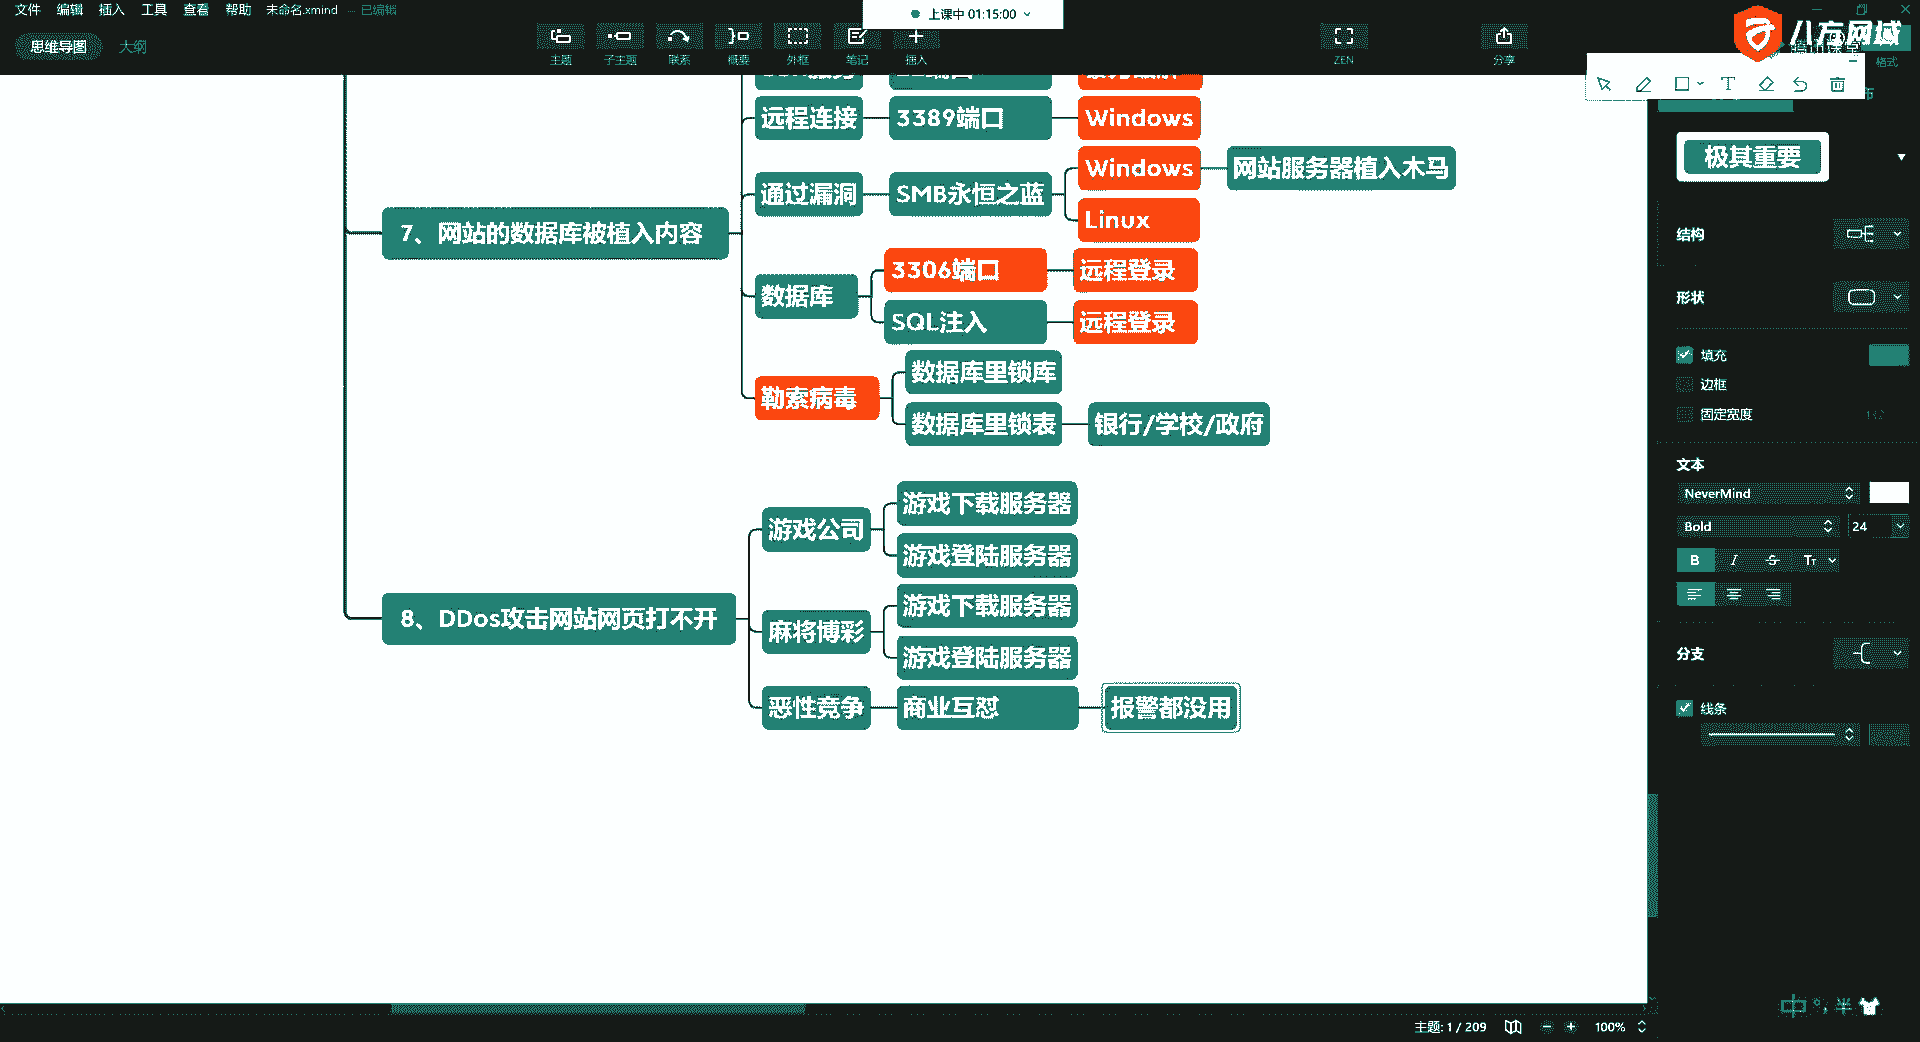 文件 编辑 插入 工具 查看 帮助 未命名.xmind — 已编辑
上课中 01:15:00
八方网域
思维导图 大纲
主题 子主题 联系 概要 外框 笔记 插入 ZEN 分享 格式
远程连接 3389端口 Windows
极其重要
Windows 网站服务器植入木马
通过漏洞 SMB永恒之蓝
Linux
7、网站的数据库被植入内容
结构
3306端口 远程登录
数据库
形状
SQL注入 远程登录
填充
数据库里锁库
边框
勒索病毒
固定宽度
数据库里锁表 银行/学校/政府
文本
NeverMind
游戏下载服务器
游戏公司
Bold 24
游戏登陆服务器
B I S Tт
游戏下载服务器
8、DDos攻击网站网页打不开
麻将博彩
游戏登陆服务器
分支
恶性竞争 商业互怼 报警都没用
线条
中 °, 半
主题: 1 / 209 100%